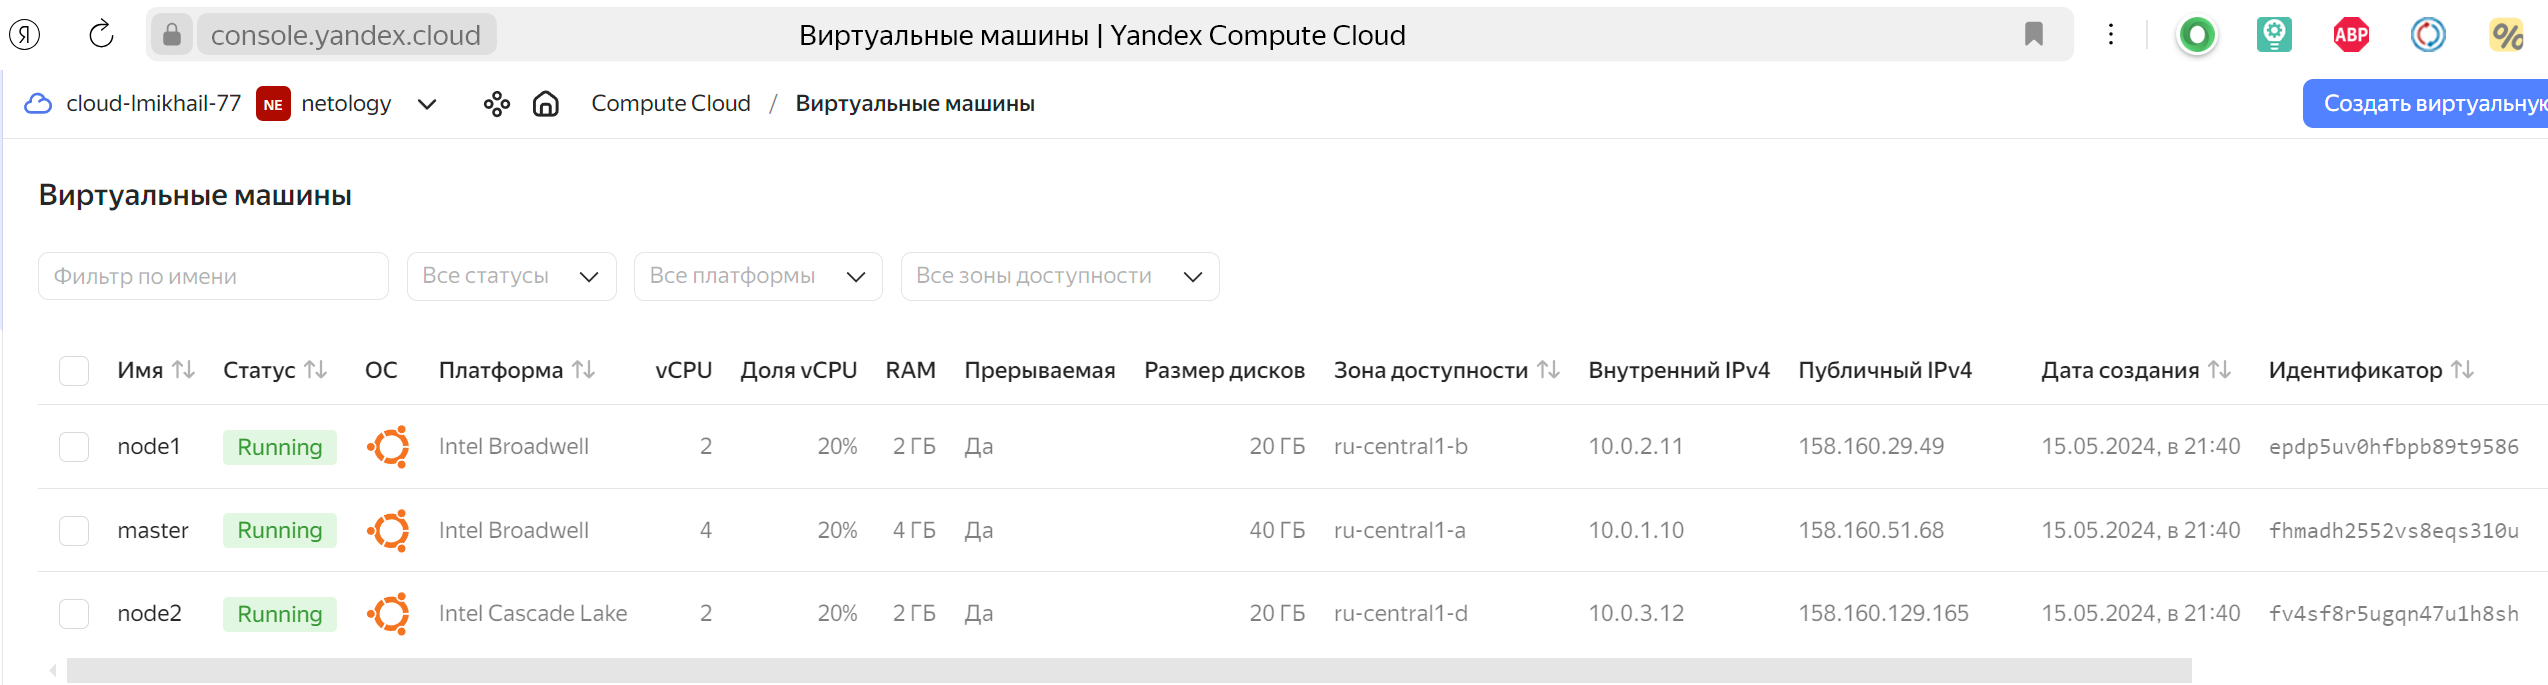 Я console.yandex.cloud Виртуальные машины | Yandex Compute Cloud ABP %
cloud-lmikhail-77 NE netology Compute Cloud / Виртуальные машины Создать виртуальную
Виртуальные машины
Фильтр по имени Все статусы Все платформы Все зоны доступности
Имя Статус ОС Платформа vCPU Доля vCPU RAM Прерываемая Размер дисков Зона доступности Внутренний IPv4 Публичный IPv4 Дата создания Идентификатор
node1 Running Intel Broadwell 2 20% 2 ГБ Да 20 ГБ ru-central1-b 10.0.2.11 158.160.29.49 15.05.2024, в 21:40 epdp5uv0hfbpb89t9586
master Running Intel Broadwell 4 20% 4 ГБ Да 40 ГБ ru-central1-a 10.0.1.10 158.160.51.68 15.05.2024, в 21:40 fhmadh2552vs8eqs310u
node2 Running Intel Cascade Lake 2 20% 2 ГБ Да 20 ГБ ru-central1-d 10.0.3.12 158.160.129.165 15.05.2024, в 21:40 fv4sf8r5ugqn47u1h8sh